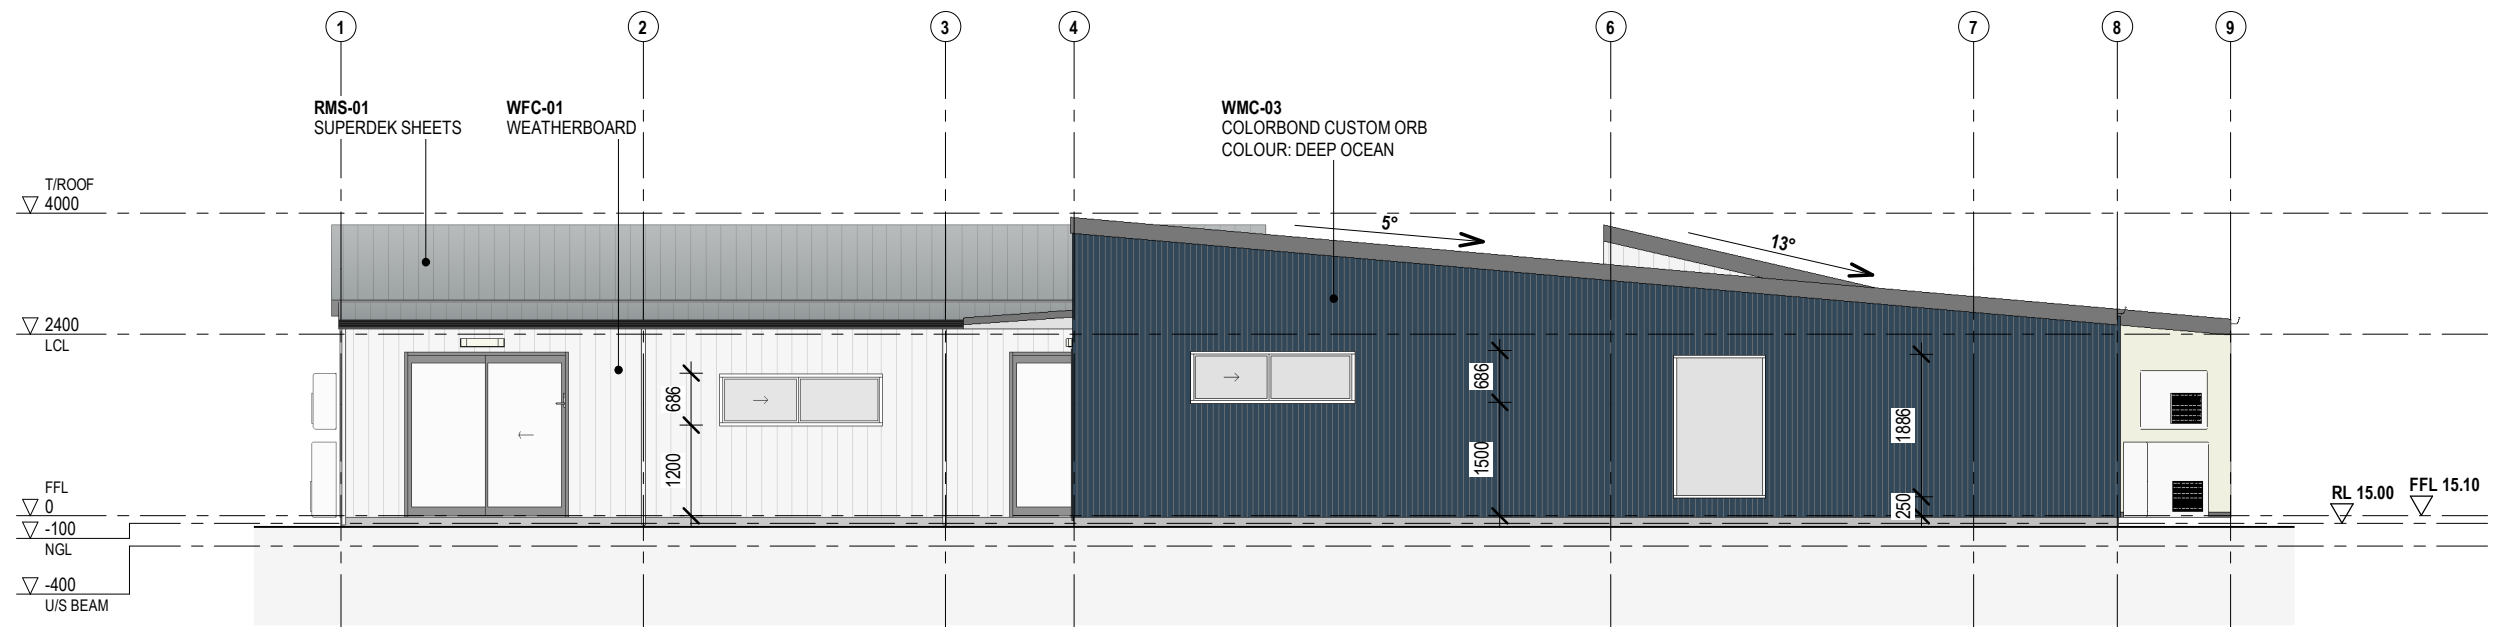 1
2
3
4
6
7
8
9
RMS-01
SUPERDEK SHEETS
WFC-01
WEATHERBOARD
WMC-03
COLORBOND CUSTOM ORB
COLOUR: DEEP OCEAN
T/ROOF
4000
5°
13°
2400
LCL
686
1200
686
1500
1886
250
FFL
0
-100
NGL
-400
U/S BEAM
RL 15.00
FFL 15.10